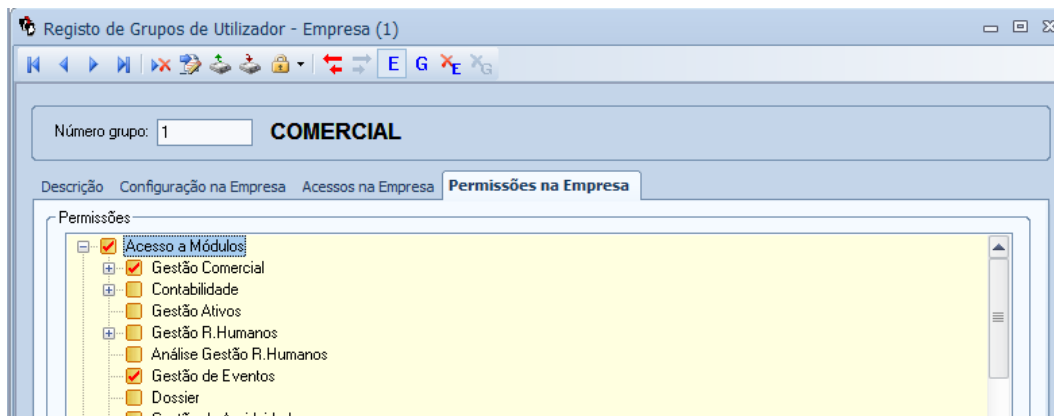 Registo de Grupos de Utilizador - Empresa (1)
E G E G
Número grupo: 1 COMERCIAL
Descrição Configuração na Empresa Acessos na Empresa Permissões na Empresa
Permissões
Acesso a Módulos
Gestão Comercial
Contabilidade
Gestão Ativos
Gestão R.Humanos
Análise Gestão R.Humanos
Gestão de Eventos
Dossier